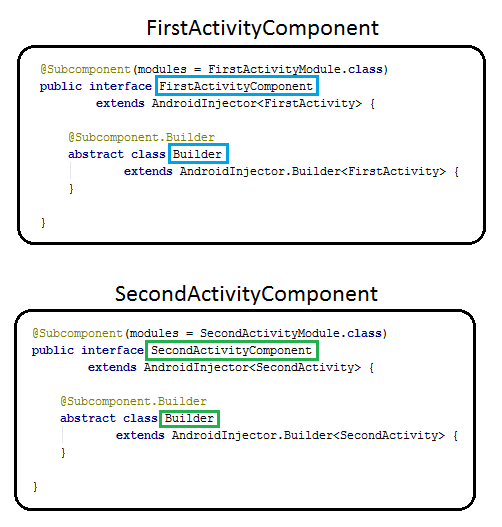 FirstActivityComponent
@Subcomponent(modules = FirstActivityModule.class)
public interface FirstActivityComponent
extends AndroidInjector<FirstActivity> {
@Subcomponent.Builder
abstract class Builder
extends AndroidInjector.Builder<FirstActivity> {
}
}
SecondActivityComponent
@Subcomponent(modules = SecondActivityModule.class)
public interface SecondActivityComponent
extends AndroidInjector<SecondActivity> {
@Subcomponent.Builder
abstract class Builder
extends AndroidInjector.Builder<SecondActivity> {
}
}